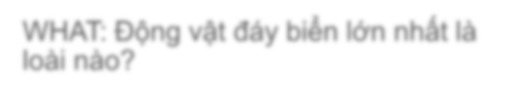 WHAT: Động vật đáy biển lớn nhất là
loài nào?